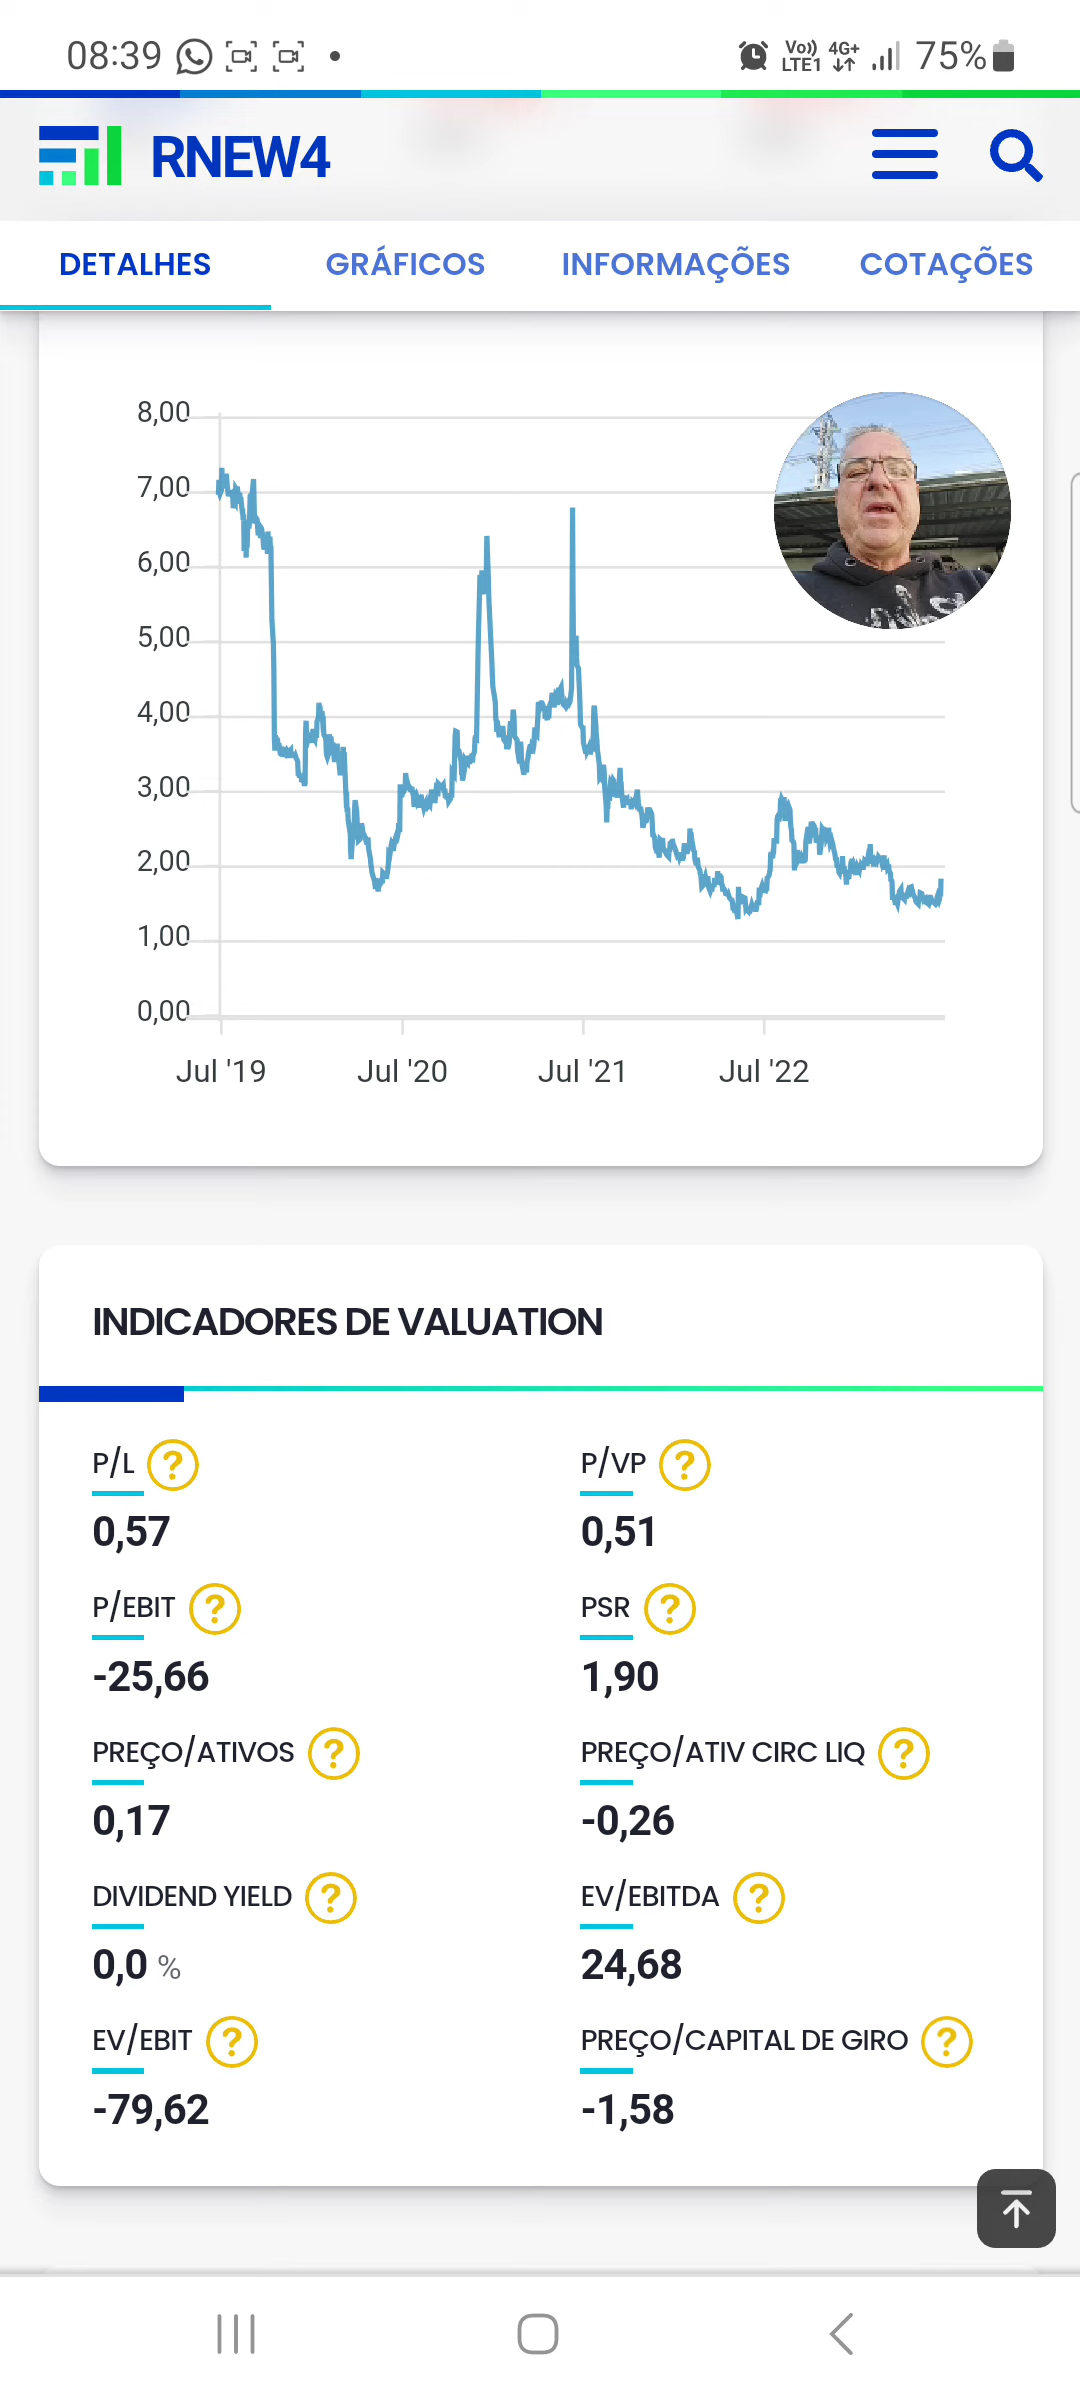 08:39
Vo)) LTE1 4G+ 75%
RNEW4
DETALHES GRÁFICOS INFORMAÇÕES COTAÇÕES
8,00
7,00
6,00
5,00
4,00
3,00
2,00
1,00
0,00
Jul '19 Jul '20 Jul '21 Jul '22
INDICADORES DE VALUATION
P/L ? P/VP ?
0,57 0,51
P/EBIT ? PSR ?
-25,66 1,90
PREÇO/ATIVOS ? PREÇO/ATIV CIRC LIQ ?
0,17 -0,26
DIVIDEND YIELD ? EV/EBITDA ?
0,0 % 24,68
EV/EBIT ? PREÇO/CAPITAL DE GIRO ?
-79,62 -1,58